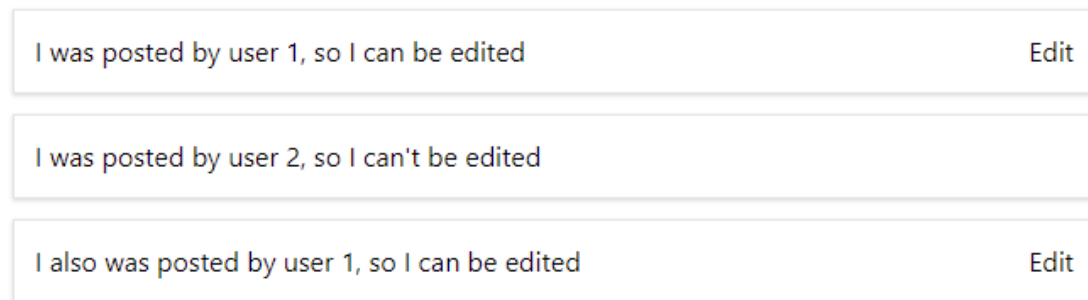 I was posted by user 1, so I can be edited Edit
I was posted by user 2, so I can't be edited
I also was posted by user 1, so I can be edited Edit